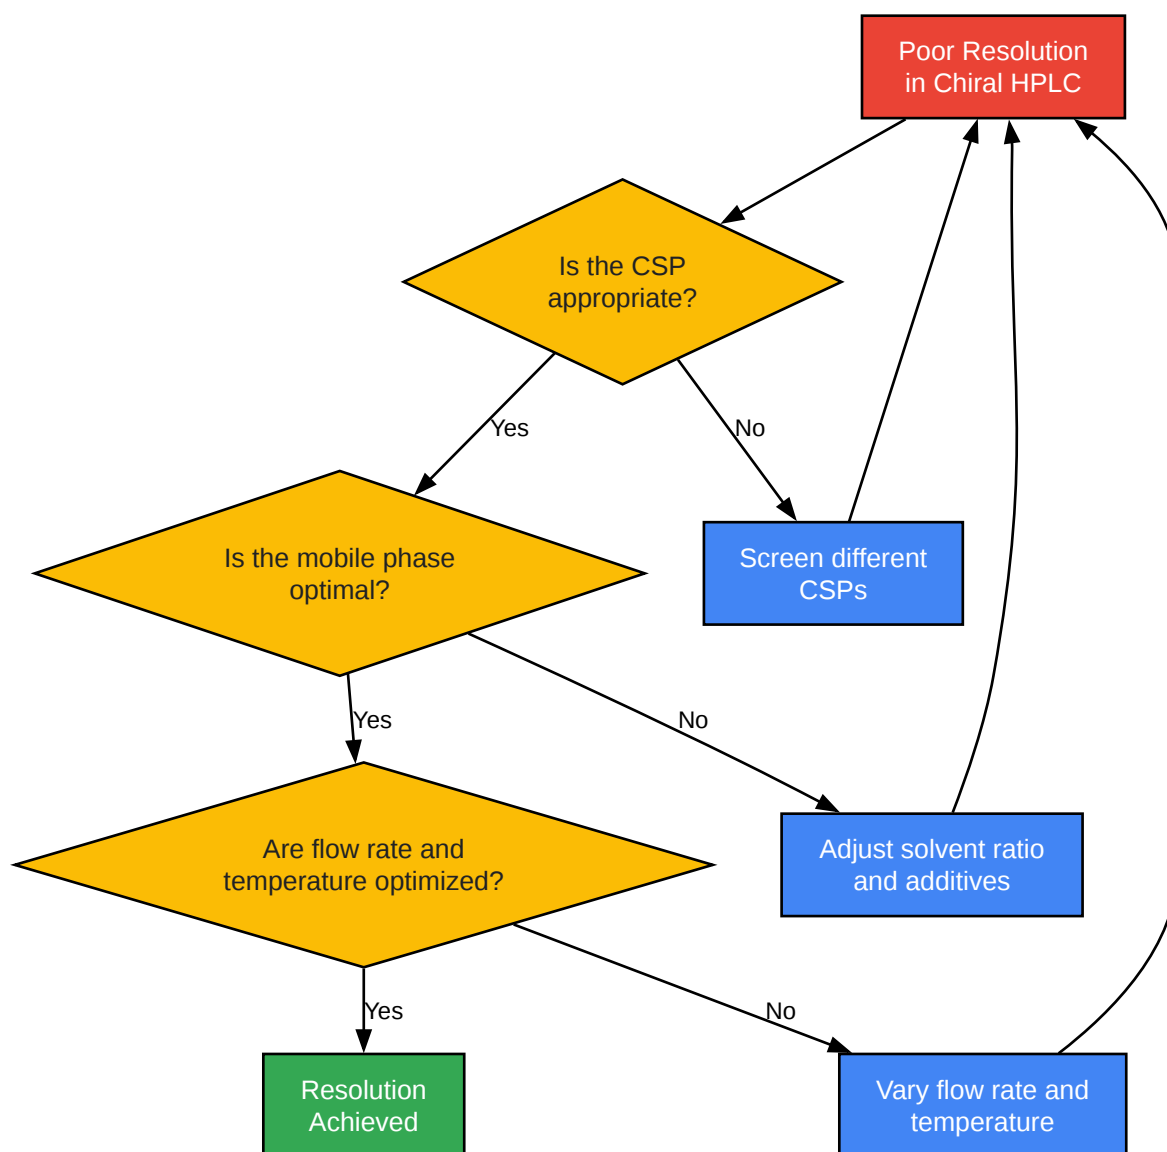 Poor Resolution
in Chiral HPLC
Is the CSP
appropriate?
Yes
No
Is the mobile phase
optimal?
Screen different
CSPs
Yes
No
Are flow rate and
temperature optimized?
Adjust solvent ratio
and additives
Yes
No
Resolution
Achieved
Vary flow rate and
temperature